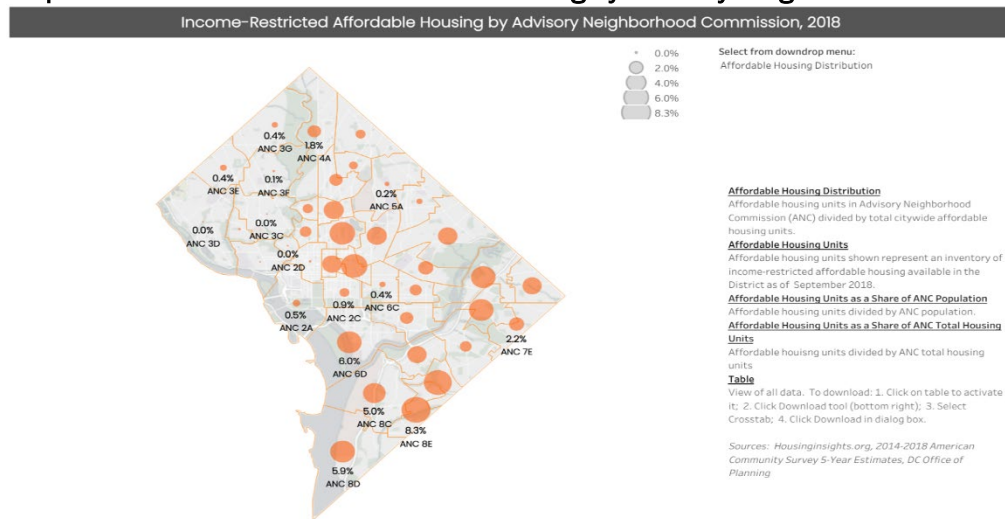 Income-Restricted Affordable Housing by Advisory Neighborhood Commission, 2018
0.0%
2.0%
4.0%
6.0%
8.3%
Select from downdrop menu:
Affordable Housing Distribution
0.4%
ANC 3G
1.8%
ANC 4A
0.4%
ANC 3E
0.1%
ANC 3F
0.2%
ANC 5A
0.0%
ANC 3D
0.0%
ANC 3C
0.0%
ANC 2D
0.5%
ANC 2A
0.9%
ANC 2C
0.4%
ANC 6C
2.2%
ANC 7E
6.0%
ANC 6D
5.0%
ANC 8C
8.3%
ANC 8E
5.9%
ANC 8D
Affordable Housing Distribution
Affordable housing units in Advisory Neighborhood
Commission (ANC) divided by total citywide affordable
housing units.
Affordable Housing Units
Affordable housing units shown represent an inventory of
income-restricted affordable housing available in the
District as of September 2018.
Affordable Housing Units as a Share of ANC Population
Affordable housing units divided by ANC population.
Affordable Housing Units as a Share of ANC Total Housing
Units
Affordable houisng units divided by ANC total housing
units
Table
View of all data. To download: 1. Click on table to activate
it; 2. Click Download tool (bottom right); 3. Select
Crosstab; 4. Click Download in dialog box.
Sources: Housinginsights.org, 2014-2018 American
Community Survey 5-Year Estimates, DC Office of
Planning